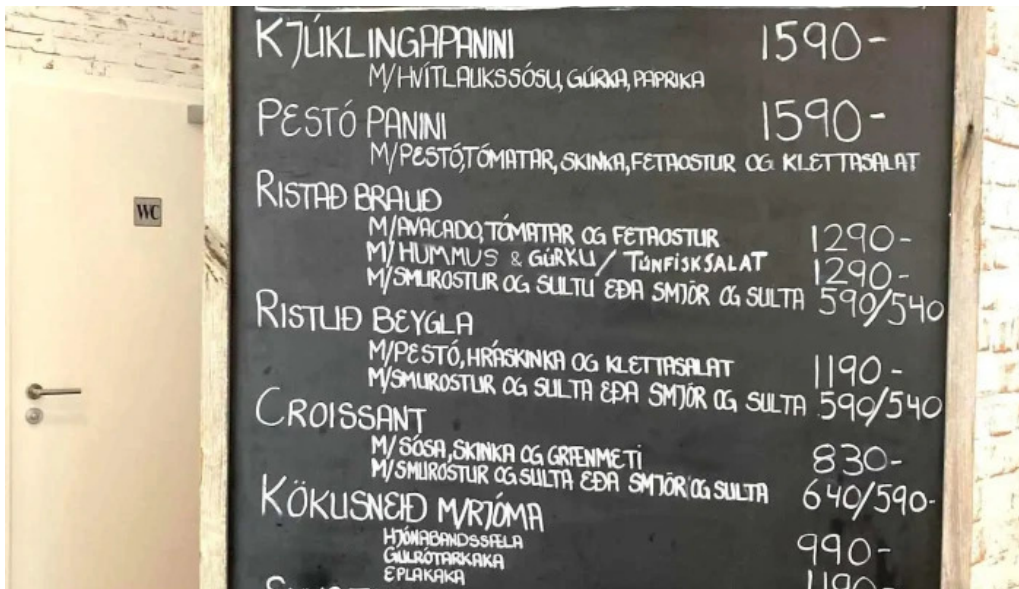 KJÚKLINGAPANINI 1590-
M/HVÍTLAUKSSÓSU, GÚRKA, PAPRIKA
PESTÓ PANINI 1590-
M/PESTÓ,TÓMATAR, SKINKA, FETAOSTUR OG KLETTASALAT
RISTAÐ BRAUÐ
WC
M/AVACADO, TÓMATAR OG FETAOSTUR 1290-
M/HUMMUS & GÚRKU / TÚNFISKSALAT 1290-
M/SMUROSTUR OG SULTU EÐA SMJÖR OG SULTA 590/540
RISTUÐ BEYGLA
M/PESTÓ, HRÁSKINKA OG KLETTASALAT 1190-
M/SMUROSTUR OG SULTA EÐA SMJÖR OG SULTA 590/540
CROISSANT
M/SÓSA, SKINKA OG GRÆNMETI 830-
M/SMUROSTUR OG SULTA EÐA SMJÖR OG SULTA 640/590-
KÖKUSNEIÐ M/RJÓMA
HJÓNABANDSSÆLA 990-
GULRÓTARKAKA
EPLAKAKA 1190-